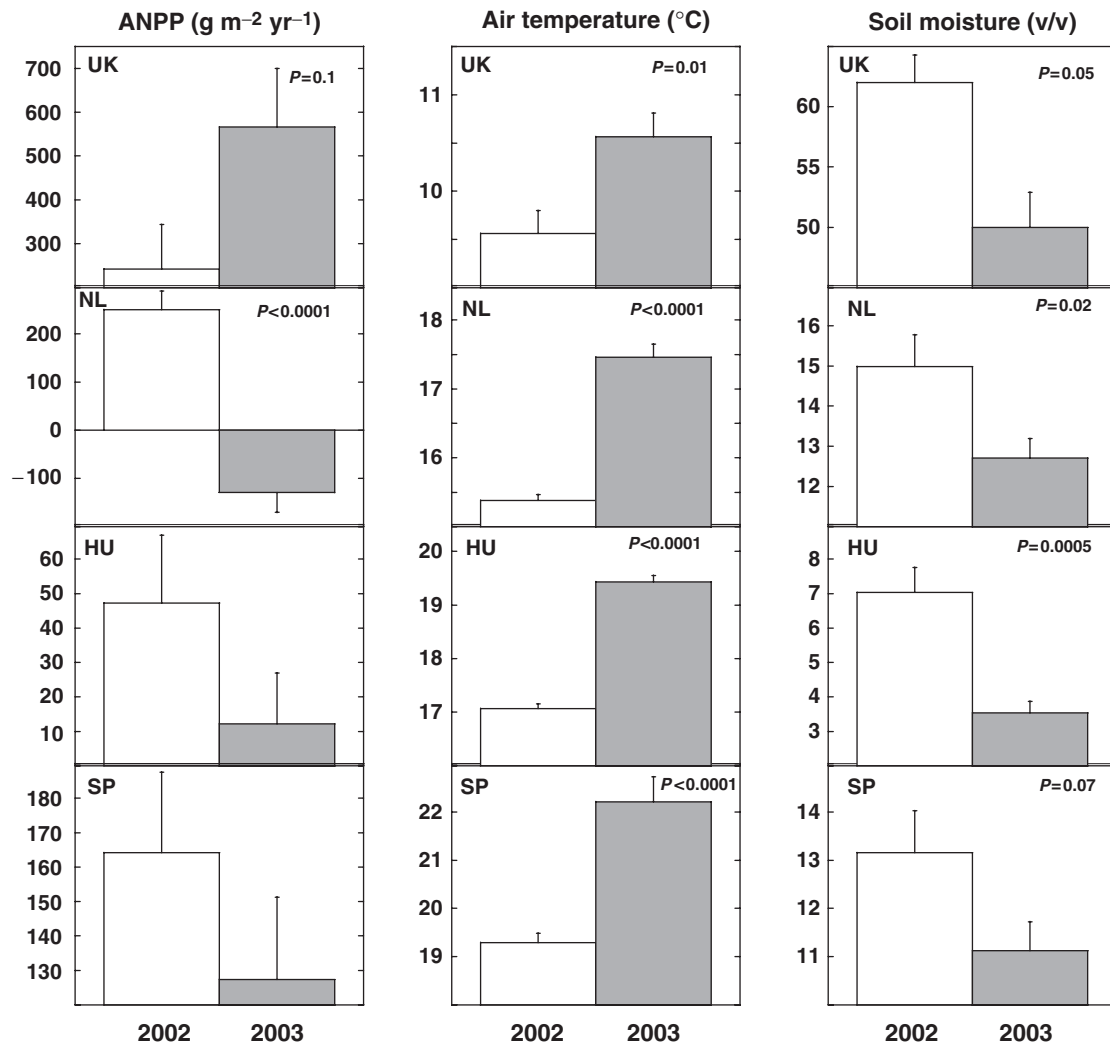 ANPP (g m⁻² yr⁻¹) Air temperature (°C) Soil moisture (v/v)
UK
P=0.1
700
600
500
400
300
UK
P=0.01
11
10
UK
P=0.05
60
55
50
NL
P<0.0001
200
100
0
−100
NL
P<0.0001
18
17
16
NL
P=0.02
16
15
13
12
HU
60
50
40
30
20
10
HU
P<0.0001
20
19
18
17
HU
P=0.0005
8
7
6
5
4
3
SP
180
170
160
150
140
130
SP
P<0.0001
22
21
20
19
SP
P=0.07
14
13
12
11
2002 2003 2002 2003 2002 2003